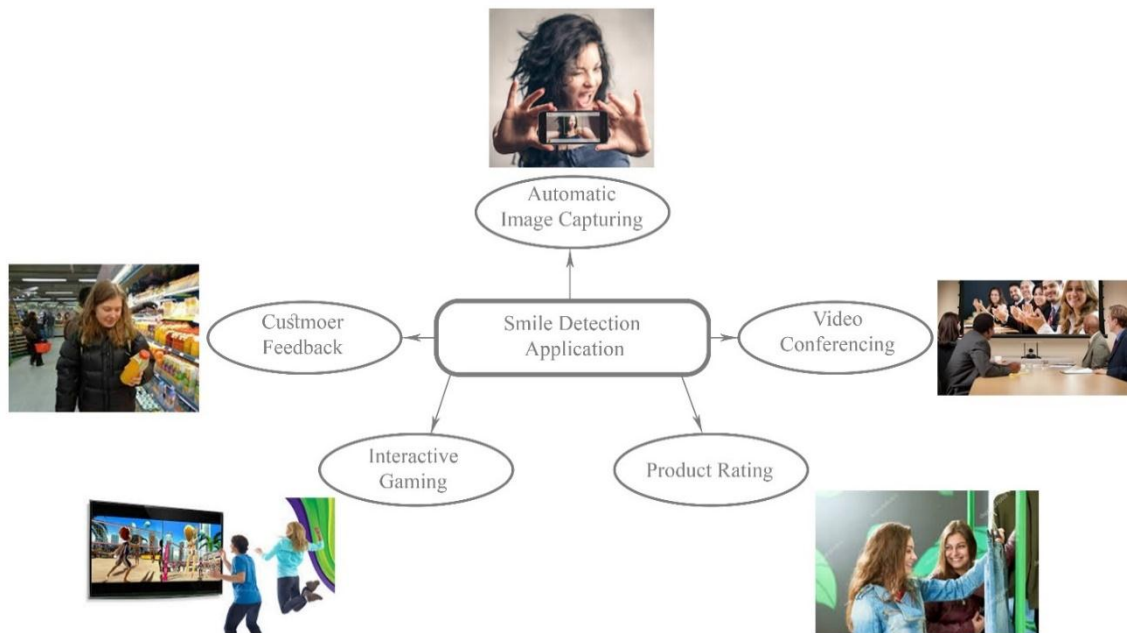 Automatic
Image Capturing
Custmoer
Feedback
Smile Detection
Application
Video
Conferencing
Interactive
Gaming
Product Rating